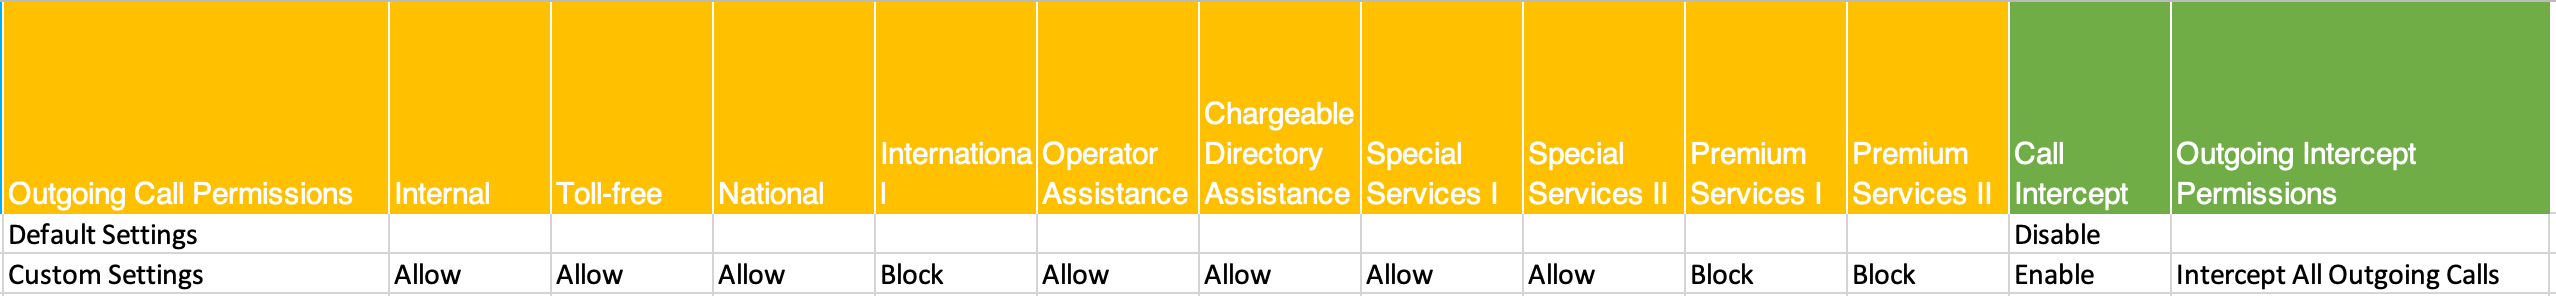 Outgoing Call Permissions Internal Toll-free National Internationa
l Operator
Assistance Chargeable
Directory
Assistance Special
Services I Special
Services II Premium
Services I Premium
Services II Call
Intercept Outgoing Intercept
Permissions
Default Settings Disable
Custom Settings Allow Allow Allow Block Allow Allow Allow Allow Block Block Enable Intercept All Outgoing Calls